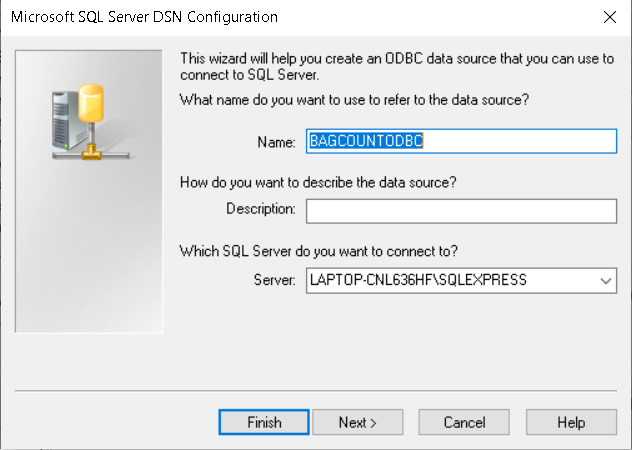 Microsoft SQL Server DSN Configuration
This wizard will help you create an ODBC data source that you can use to
connect to SQL Server.
What name do you want to use to refer to the data source?
Name: BAGCOUNTODBC
How do you want to describe the data source?
Description:
Which SQL Server do you want to connect to?
Server: LAPTOP-CNL636HF\SQLEXPRESS
Finish Next > Cancel Help